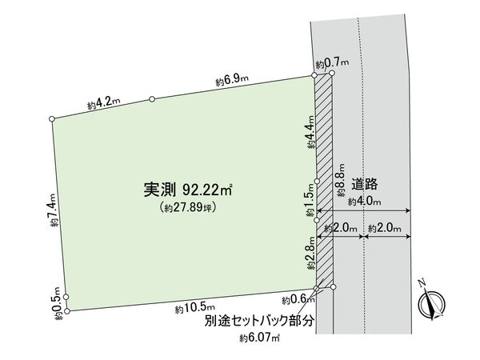 約0.7m
約6.9m
約4.2m
約4.4m
実測 92.22㎡
(約27.89坪)
約7.4m
約1.5m
約8.8m
道路
約4.0m
約2.0m
約2.0m
約2.8m
約0.5m
約10.5m
約0.6m
別途セットバック部分
約6.07㎡
N